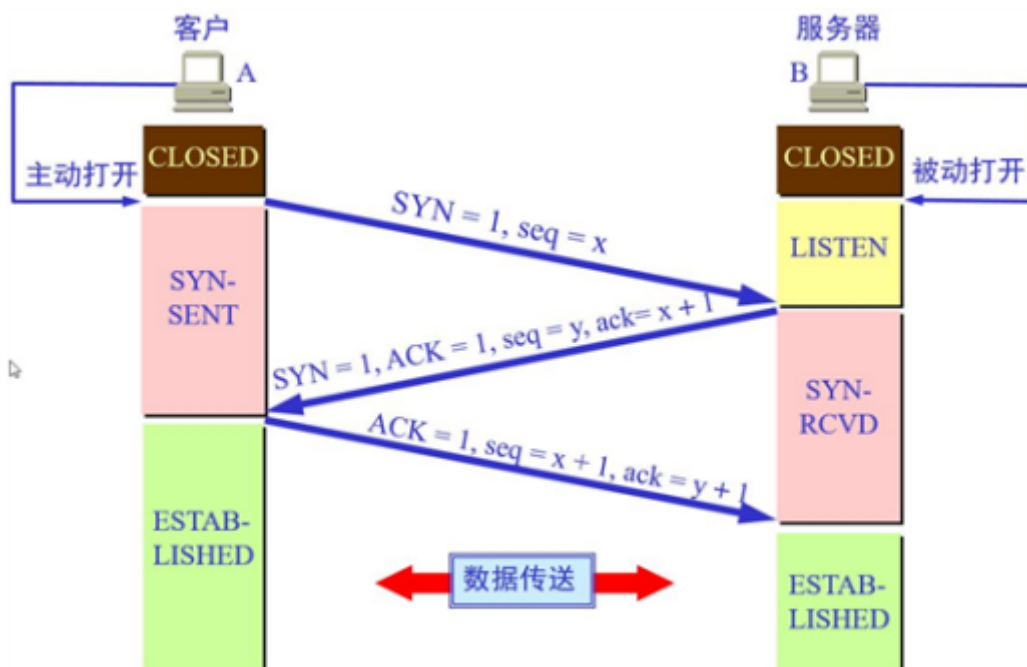 客户
服务器
A
B
CLOSED
CLOSED
主动打开
被动打开
SYN = 1, seq = x
LISTEN
SYN-
SENT
SYN = 1, ACK = 1, seq = y, ack= x + 1
SYN-
RCVD
ACK = 1, seq = x + 1, ack = y + 1
ESTAB-
LISHED
数据传送
ESTAB-
LISHED